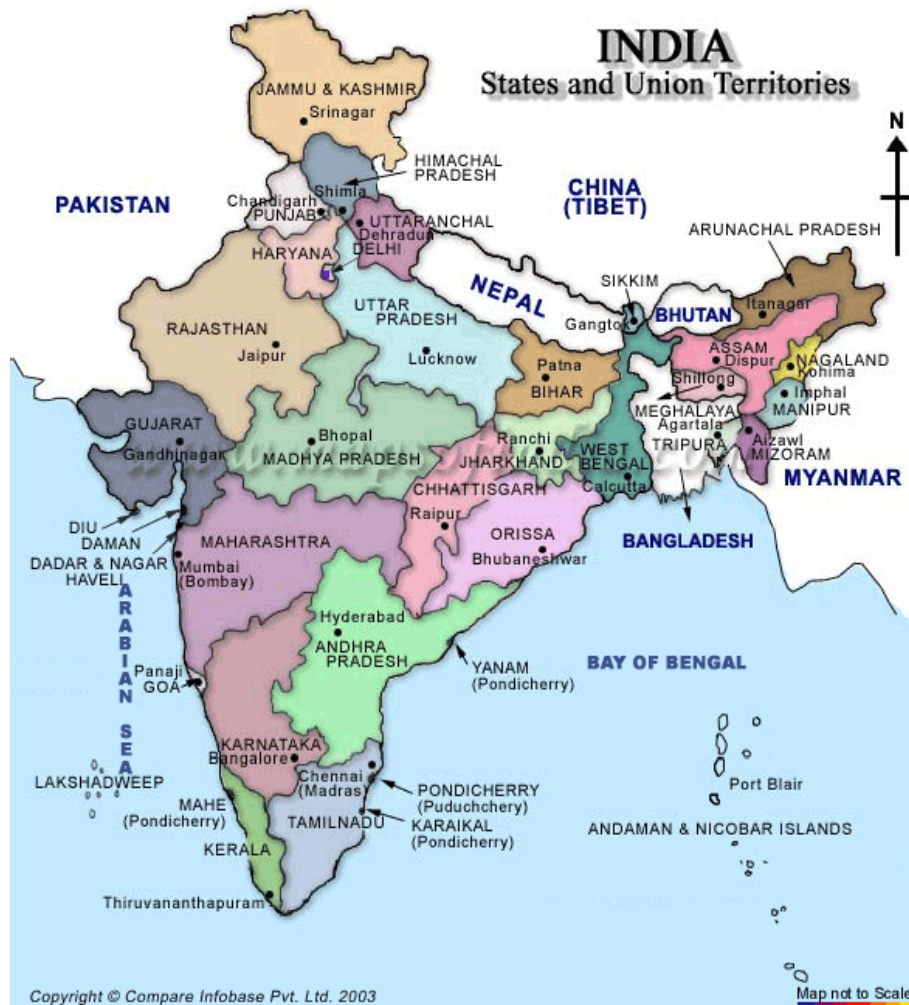 INDIA
States and Union Territories
N
JAMMU & KASHMIR
Srinagar
HIMACHAL
PRADESH
PAKISTAN
CHINA
(TIBET)
Chandigarh
Shimla
PUNJAB
UTTARANCHAL
Dehradun
DELHI
HARYANA
ARUNACHAL PRADESH
NEPAL
SIKKIM
BHUTAN
Itanagar
Gangtok
UTTAR
PRADESH
RAJASTHAN
Jaipur
Lucknow
Patna
BIHAR
ASSAM
Dispur
NAGALAND
Kohima
Shillong
Imphal
MANIPUR
MEGHALAYA
Agartala
TRIPURA
Aizawl
MIZORAM
GUJARAT
Gandhinagar
Bhopal
MADHYA PRADESH
Ranchi
JHARKHAND
WEST
BENGAL
Calcutta
CHHATTISGARH
Raipur
MYANMAR
DIU
DAMAN
DADAR & NAGAR
HAVELI
MAHARASHTRA
Mumbai
(Bombay)
ORISSA
Bhubaneshwar
BANGLADESH
ARABIAN SEA
Hyderabad
ANDHRA
PRADESH
YANAM
(Pondicherry)
BAY OF BENGAL
Panaji
GOA
KARNATAKA
Bangalore
LAKSHADWEEP
Chennai
(Madras)
PONDICHERRY
(Puduchchery)
Port Blair
MAHE
(Pondicherry)
TAMILNADU
KARAIKAL
(Pondicherry)
ANDAMAN & NICOBAR ISLANDS
KERALA
Thiruvananthapuram
Copyright © Compare Infobase Pvt. Ltd. 2003
Map not to Scale